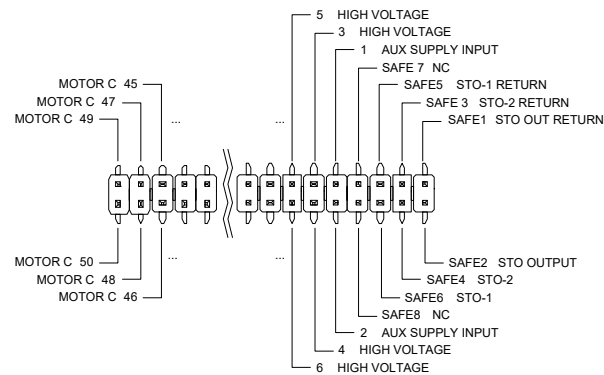 5 HIGH VOLTAGE
3 HIGH VOLTAGE
1 AUX SUPPLY INPUT
SAFE 7 NC
MOTOR C 45
SAFE5 STO-1 RETURN
MOTOR C 47
SAFE 3 STO-2 RETURN
MOTOR C 49
...
...
SAFE1 STO OUT RETURN
MOTOR C 50
...
...
SAFE2 STO OUTPUT
MOTOR C 48
SAFE4 STO-2
MOTOR C 46
SAFE6 STO-1
SAFE8 NC
2 AUX SUPPLY INPUT
4 HIGH VOLTAGE
6 HIGH VOLTAGE